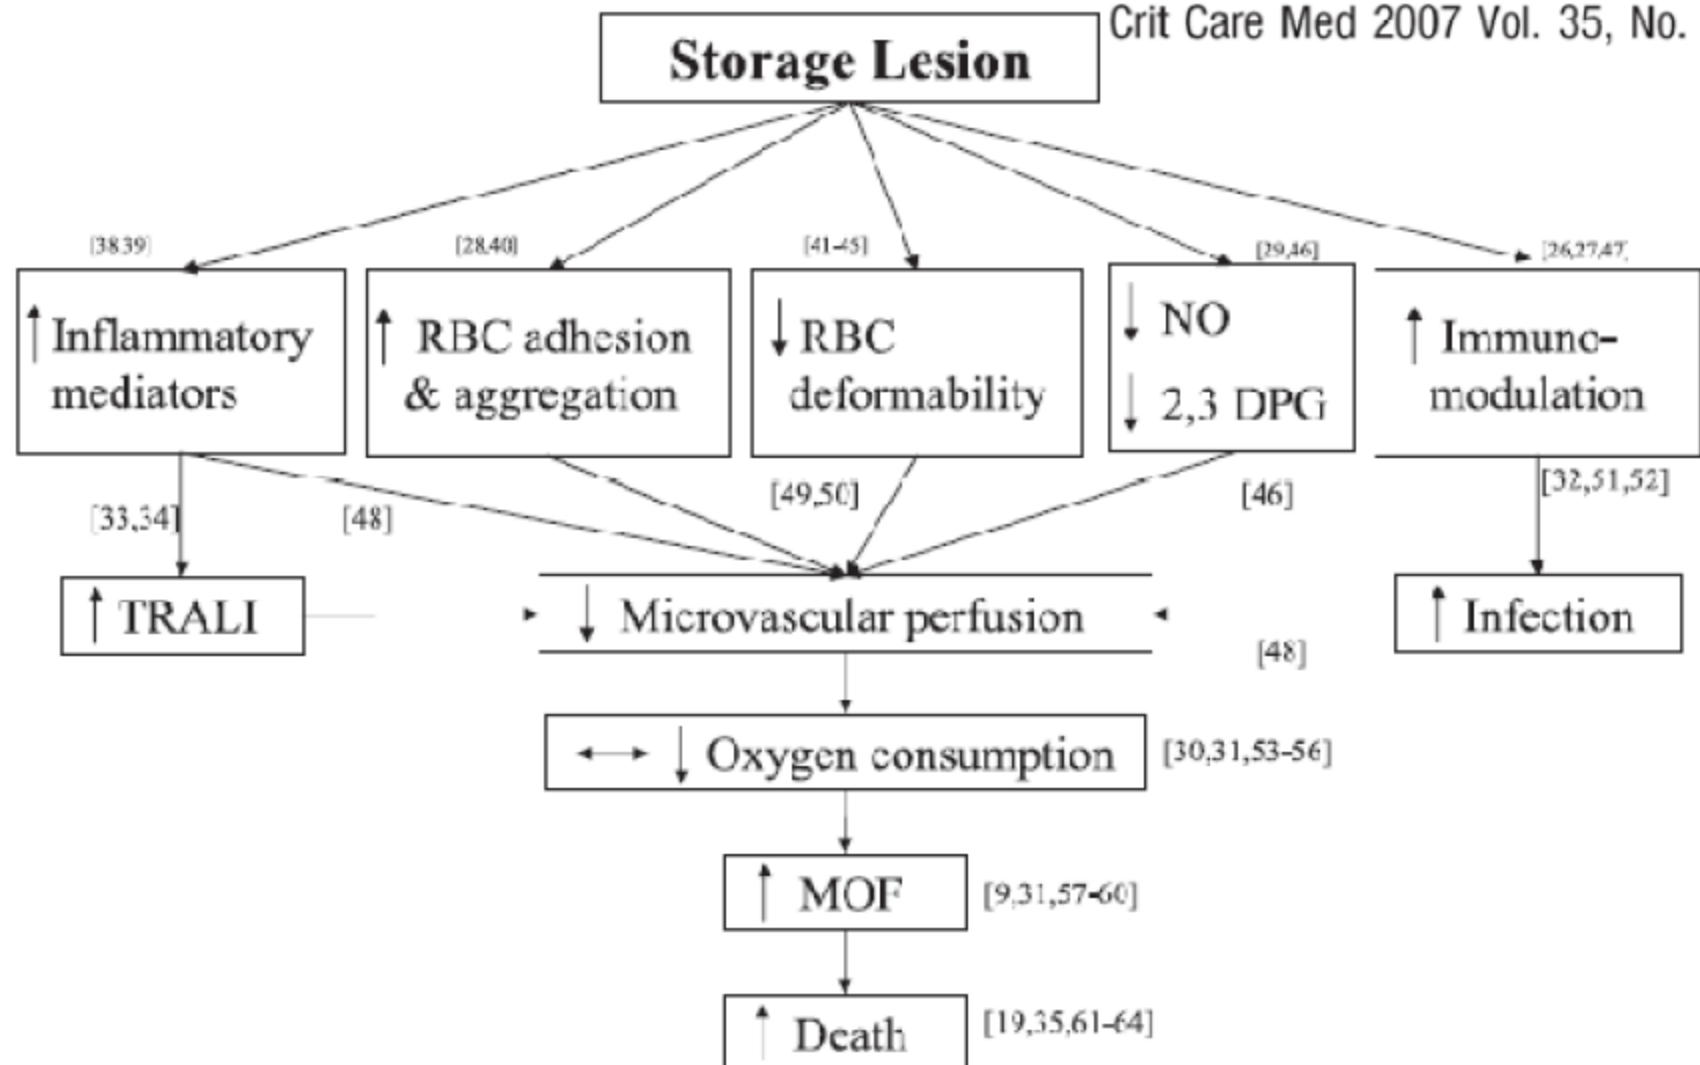 Crit Care Med 2007 Vol. 35, No.
Storage Lesion
[38,39]
[28,40]
[41-45]
[29,46]
[26,27,47]
↑ Inflammatory
mediators
↑ RBC adhesion
& aggregation
↓ RBC
deformability
↓ NO
↓ 2,3 DPG
↑ Immuno-
modulation
[33,34]
[48]
[49,50]
[46]
[32,51,52]
↑ TRALI
↓ Microvascular perfusion
[48]
↑ Infection
↔ ↓ Oxygen consumption
[30,31,53-56]
↑ MOF
[9,31,57-60]
↑ Death
[19,35,61-64]